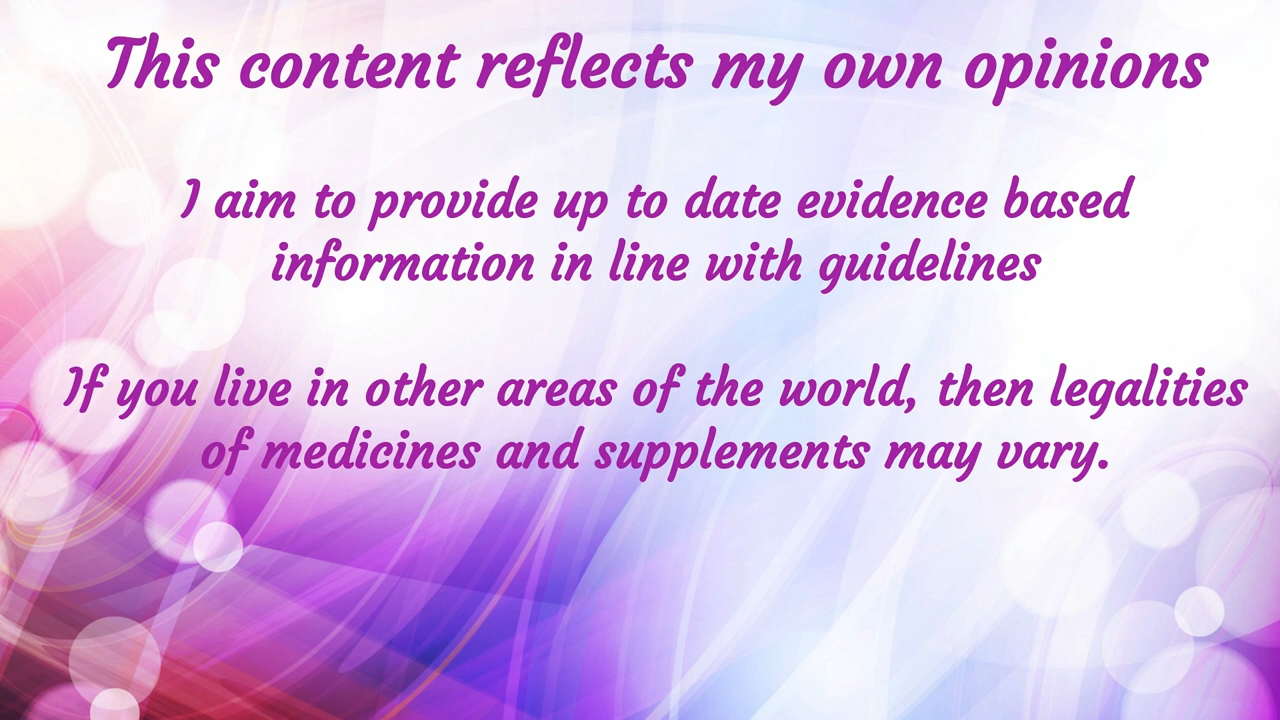 This content reflects my own opinions
I aim to provide up to date evidence based
information in line with guidelines
If you live in other areas of the world, then legalities
of medicines and supplements may vary.